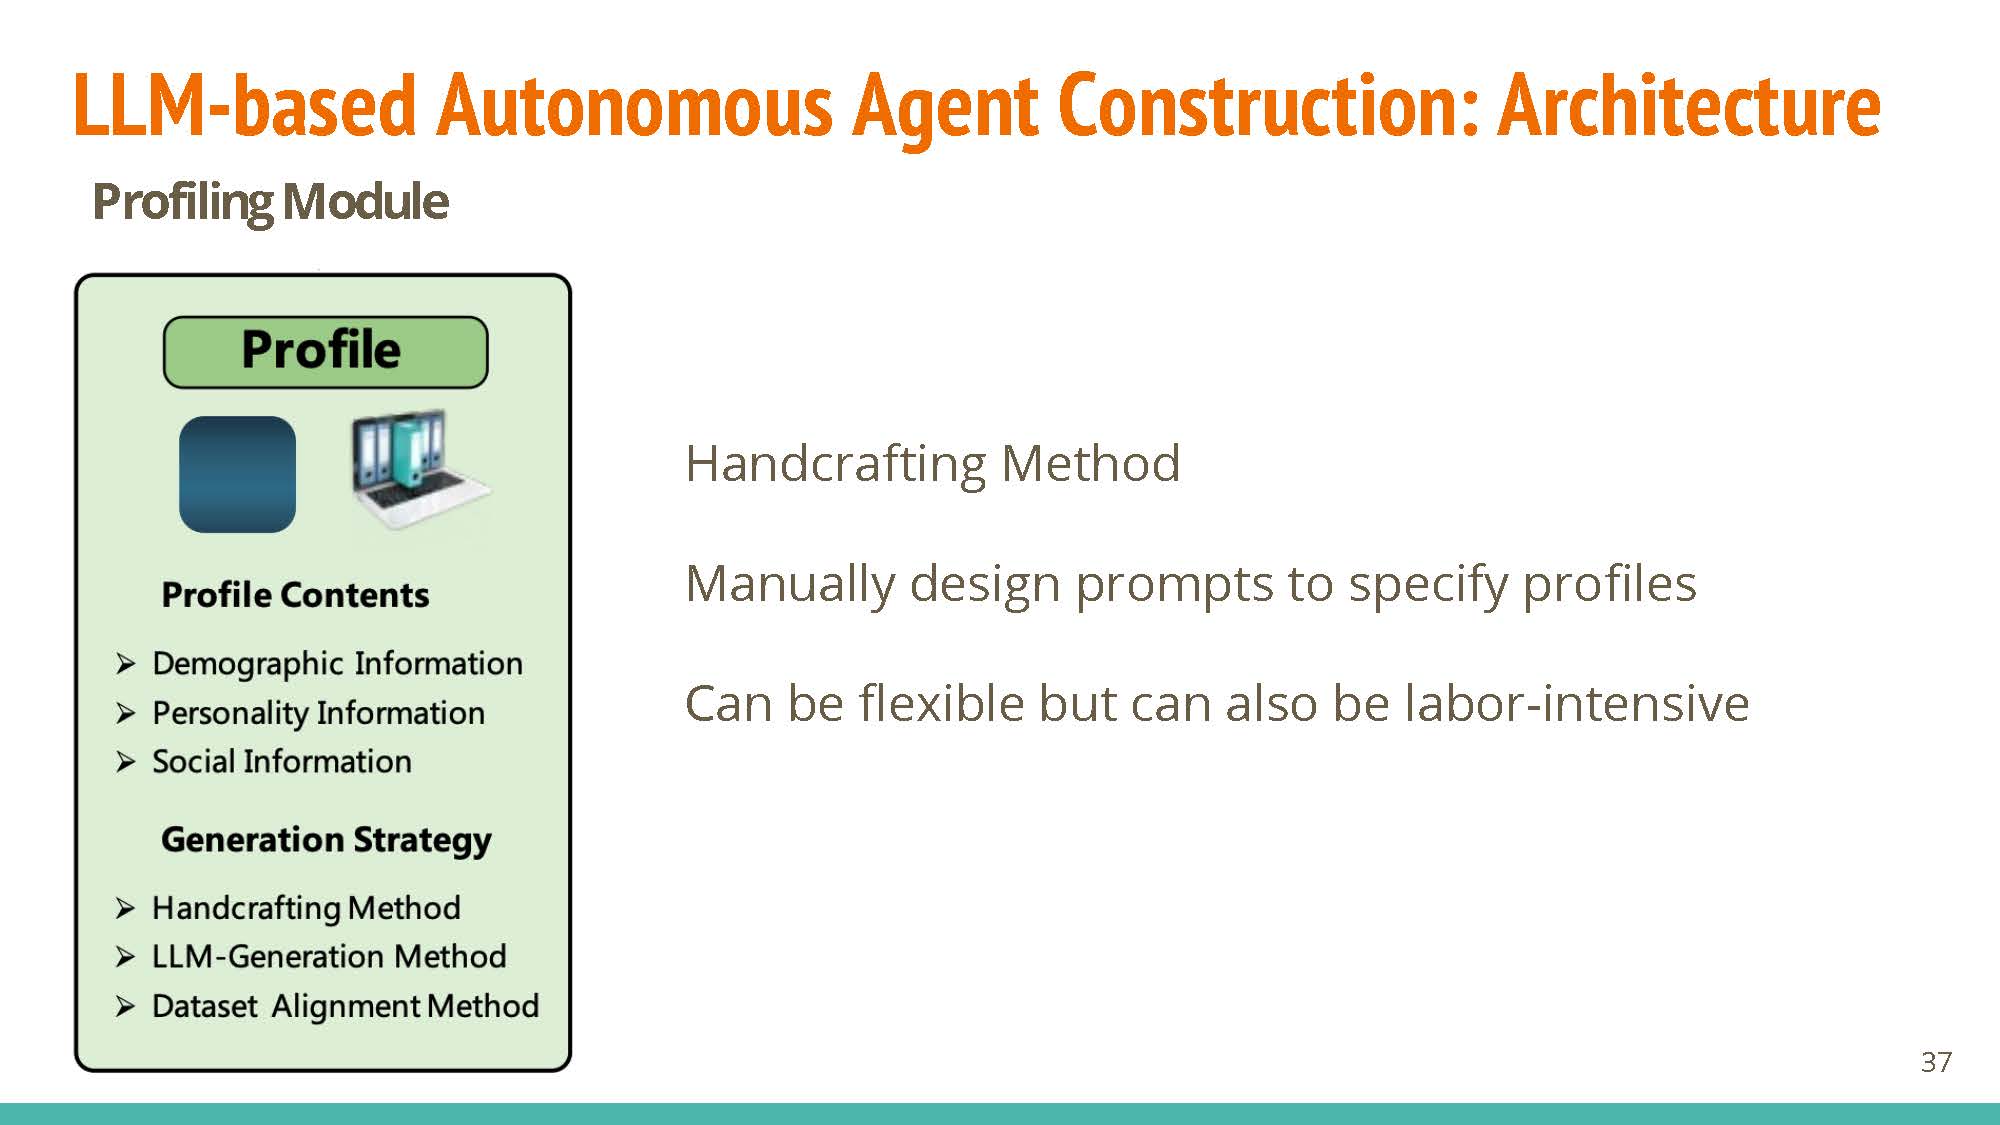 LLM-based Autonomous Agent Construction: Architecture
Profiling Module
Profile
Profile Contents
➢ Demographic Information
➢ Personality Information
➢ Social Information
Generation Strategy
➢ Handcrafting Method
➢ LLM-Generation Method
➢ Dataset Alignment Method
Handcrafting Method
Manually design prompts to specify profiles
Can be flexible but can also be labor-intensive
37